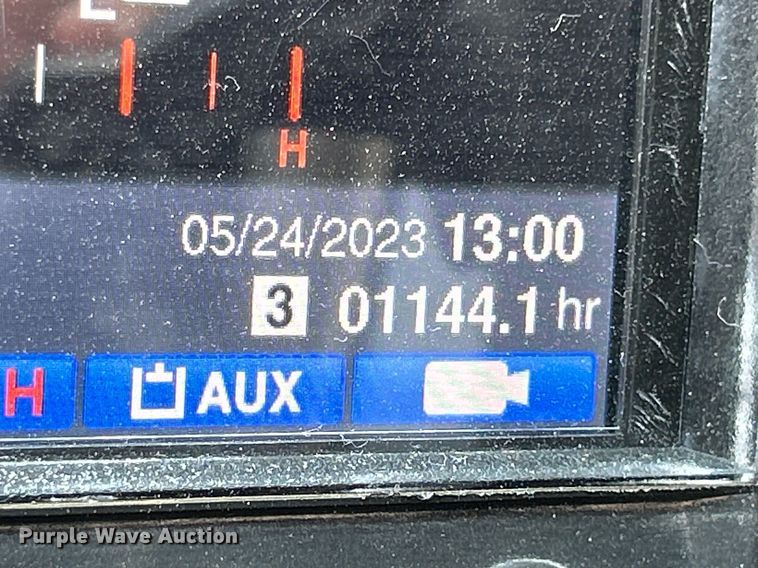 H
05/24/2023 13:00
3 01144.1 hr
H AUX
Purple Wave Auction